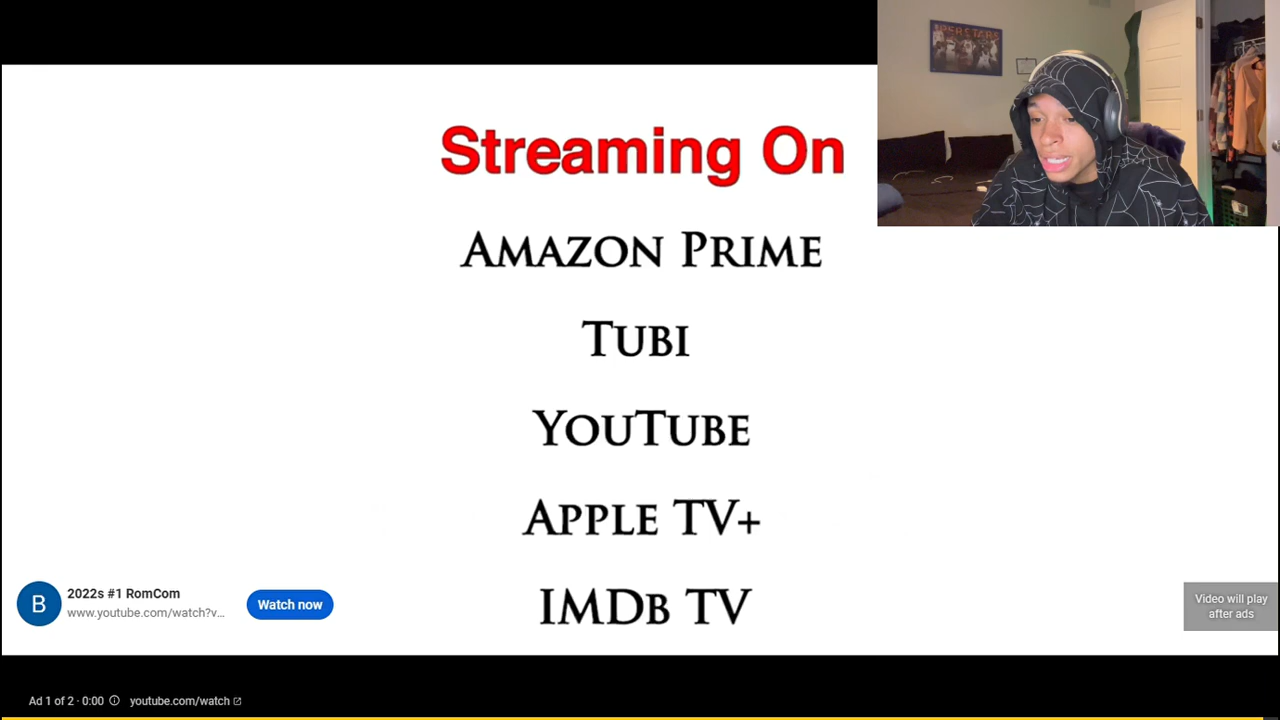 SUPERSTARS
Streaming On
Amazon Prime
Tubi
YouTube
Apple TV+
IMDb TV
B
2022s #1 RomCom
www.youtube.com/watch?v...
Watch now
Video will play
after ads
Ad 1 of 2 · 0:00
youtube.com/watch